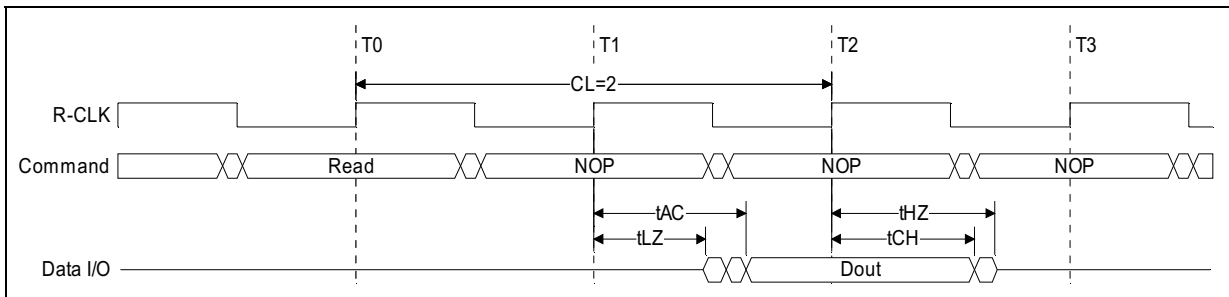 T0 T1 T2 T3
CL=2
R-CLK
Command Read NOP NOP NOP
tAC tHZ
tLZ tCH
Data I/O Dout